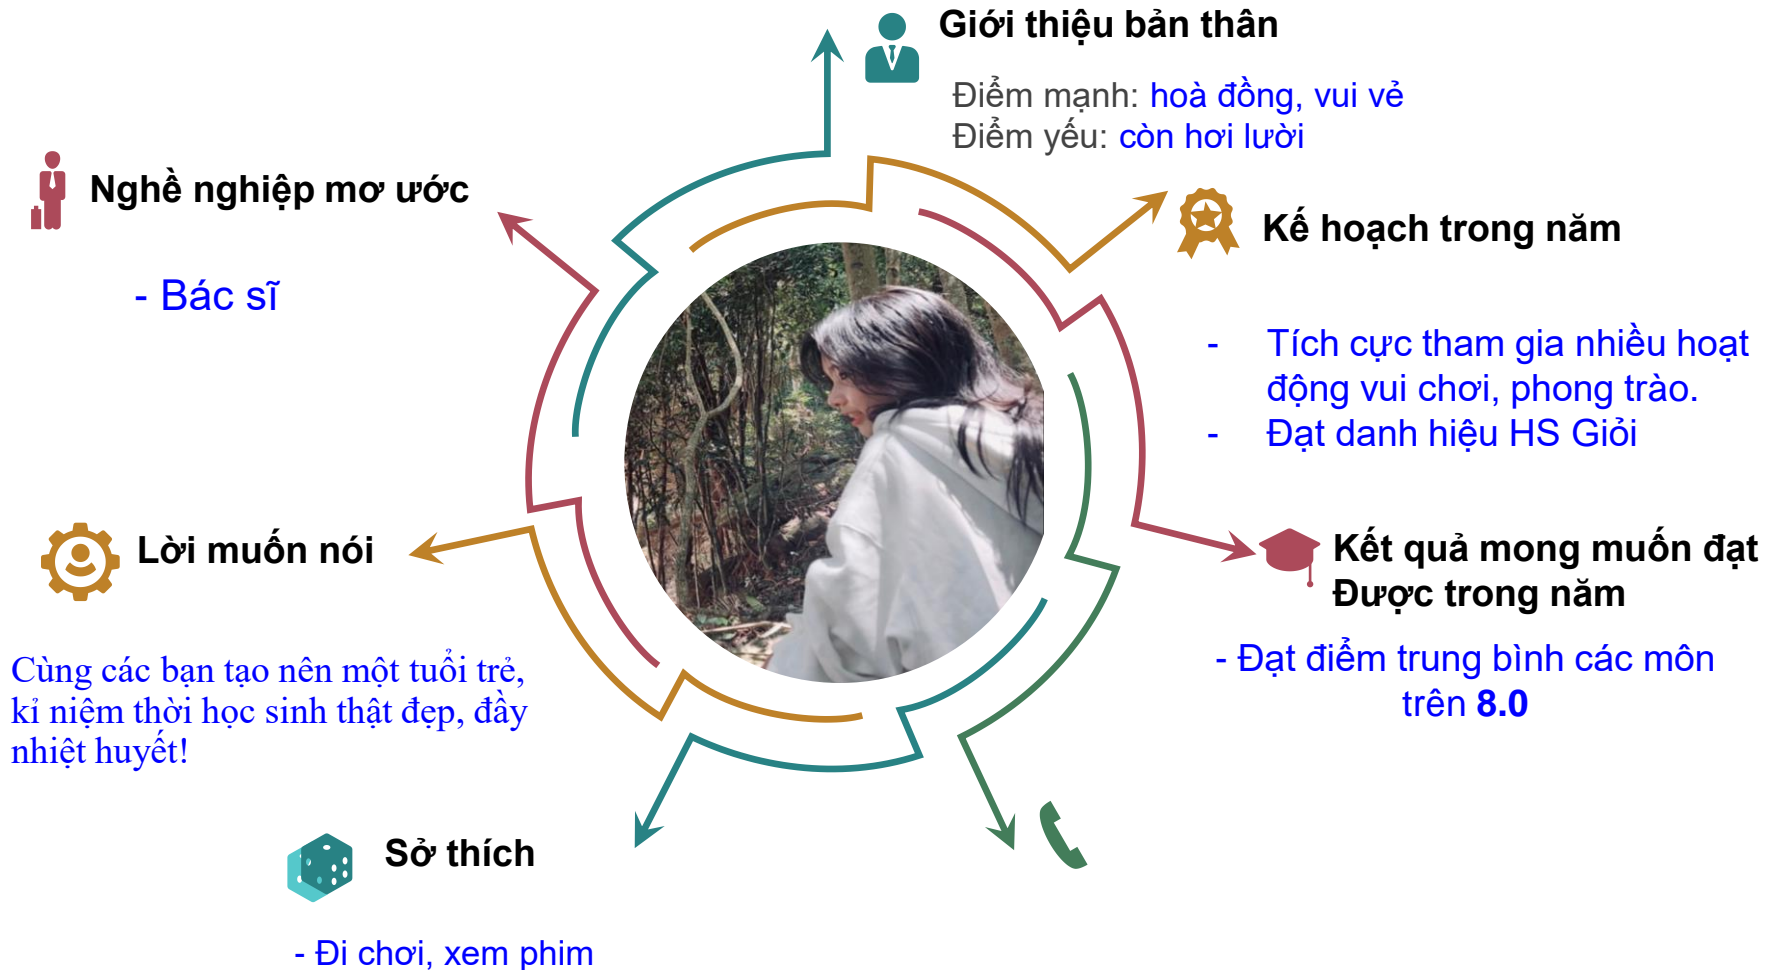 Giới thiệu bản thân
Điểm mạnh: hoà đồng, vui vẻ
Điểm yếu: còn hơi lười
Nghề nghiệp mơ ước
- Bác sĩ
Kế hoạch trong năm
- Tích cực tham gia nhiều hoạt
động vui chơi, phong trào.
- Đạt danh hiệu HS Giỏi
Lời muốn nói
Cùng các bạn tạo nên một tuổi trẻ,
kỉ niệm thời học sinh thật đẹp, đầy
nhiệt huyết!
Kết quả mong muốn đạt
Được trong năm
- Đạt điểm trung bình các môn
trên 8.0
Sở thích
- Đi chơi, xem phim